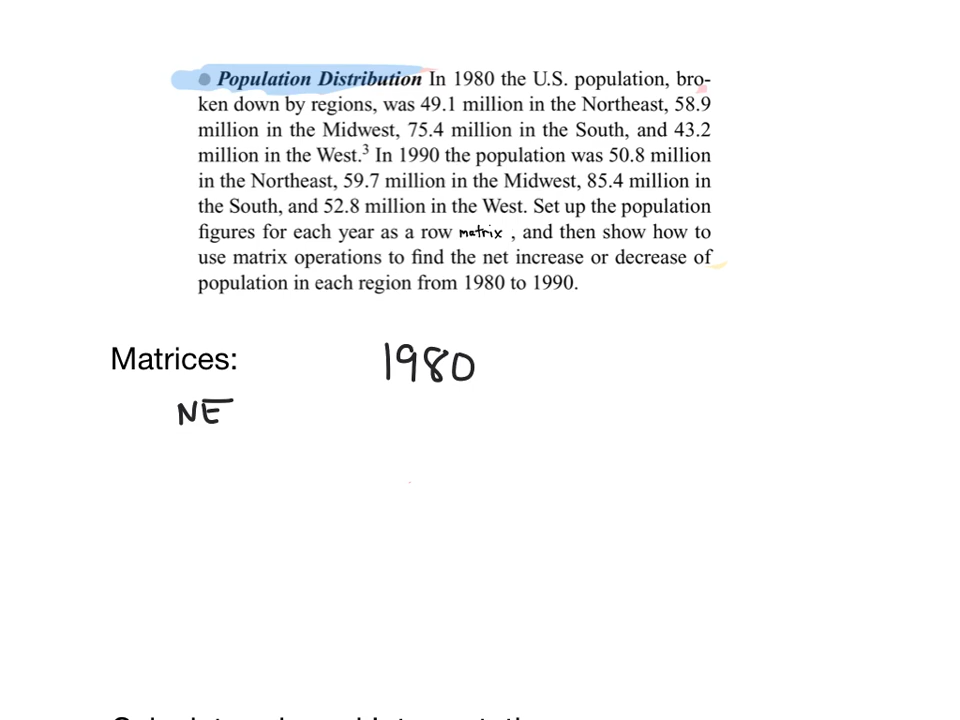 Population Distribution In 1980 the U.S. population, bro-
ken down by regions, was 49.1 million in the Northeast, 58.9
million in the Midwest, 75.4 million in the South, and 43.2
million in the West.³ In 1990 the population was 50.8 million
in the Northeast, 59.7 million in the Midwest, 85.4 million in
the South, and 52.8 million in the West. Set up the population
figures for each year as a row matrix , and then show how to
use matrix operations to find the net increase or decrease of
population in each region from 1980 to 1990.
Matrices: 1980
NE